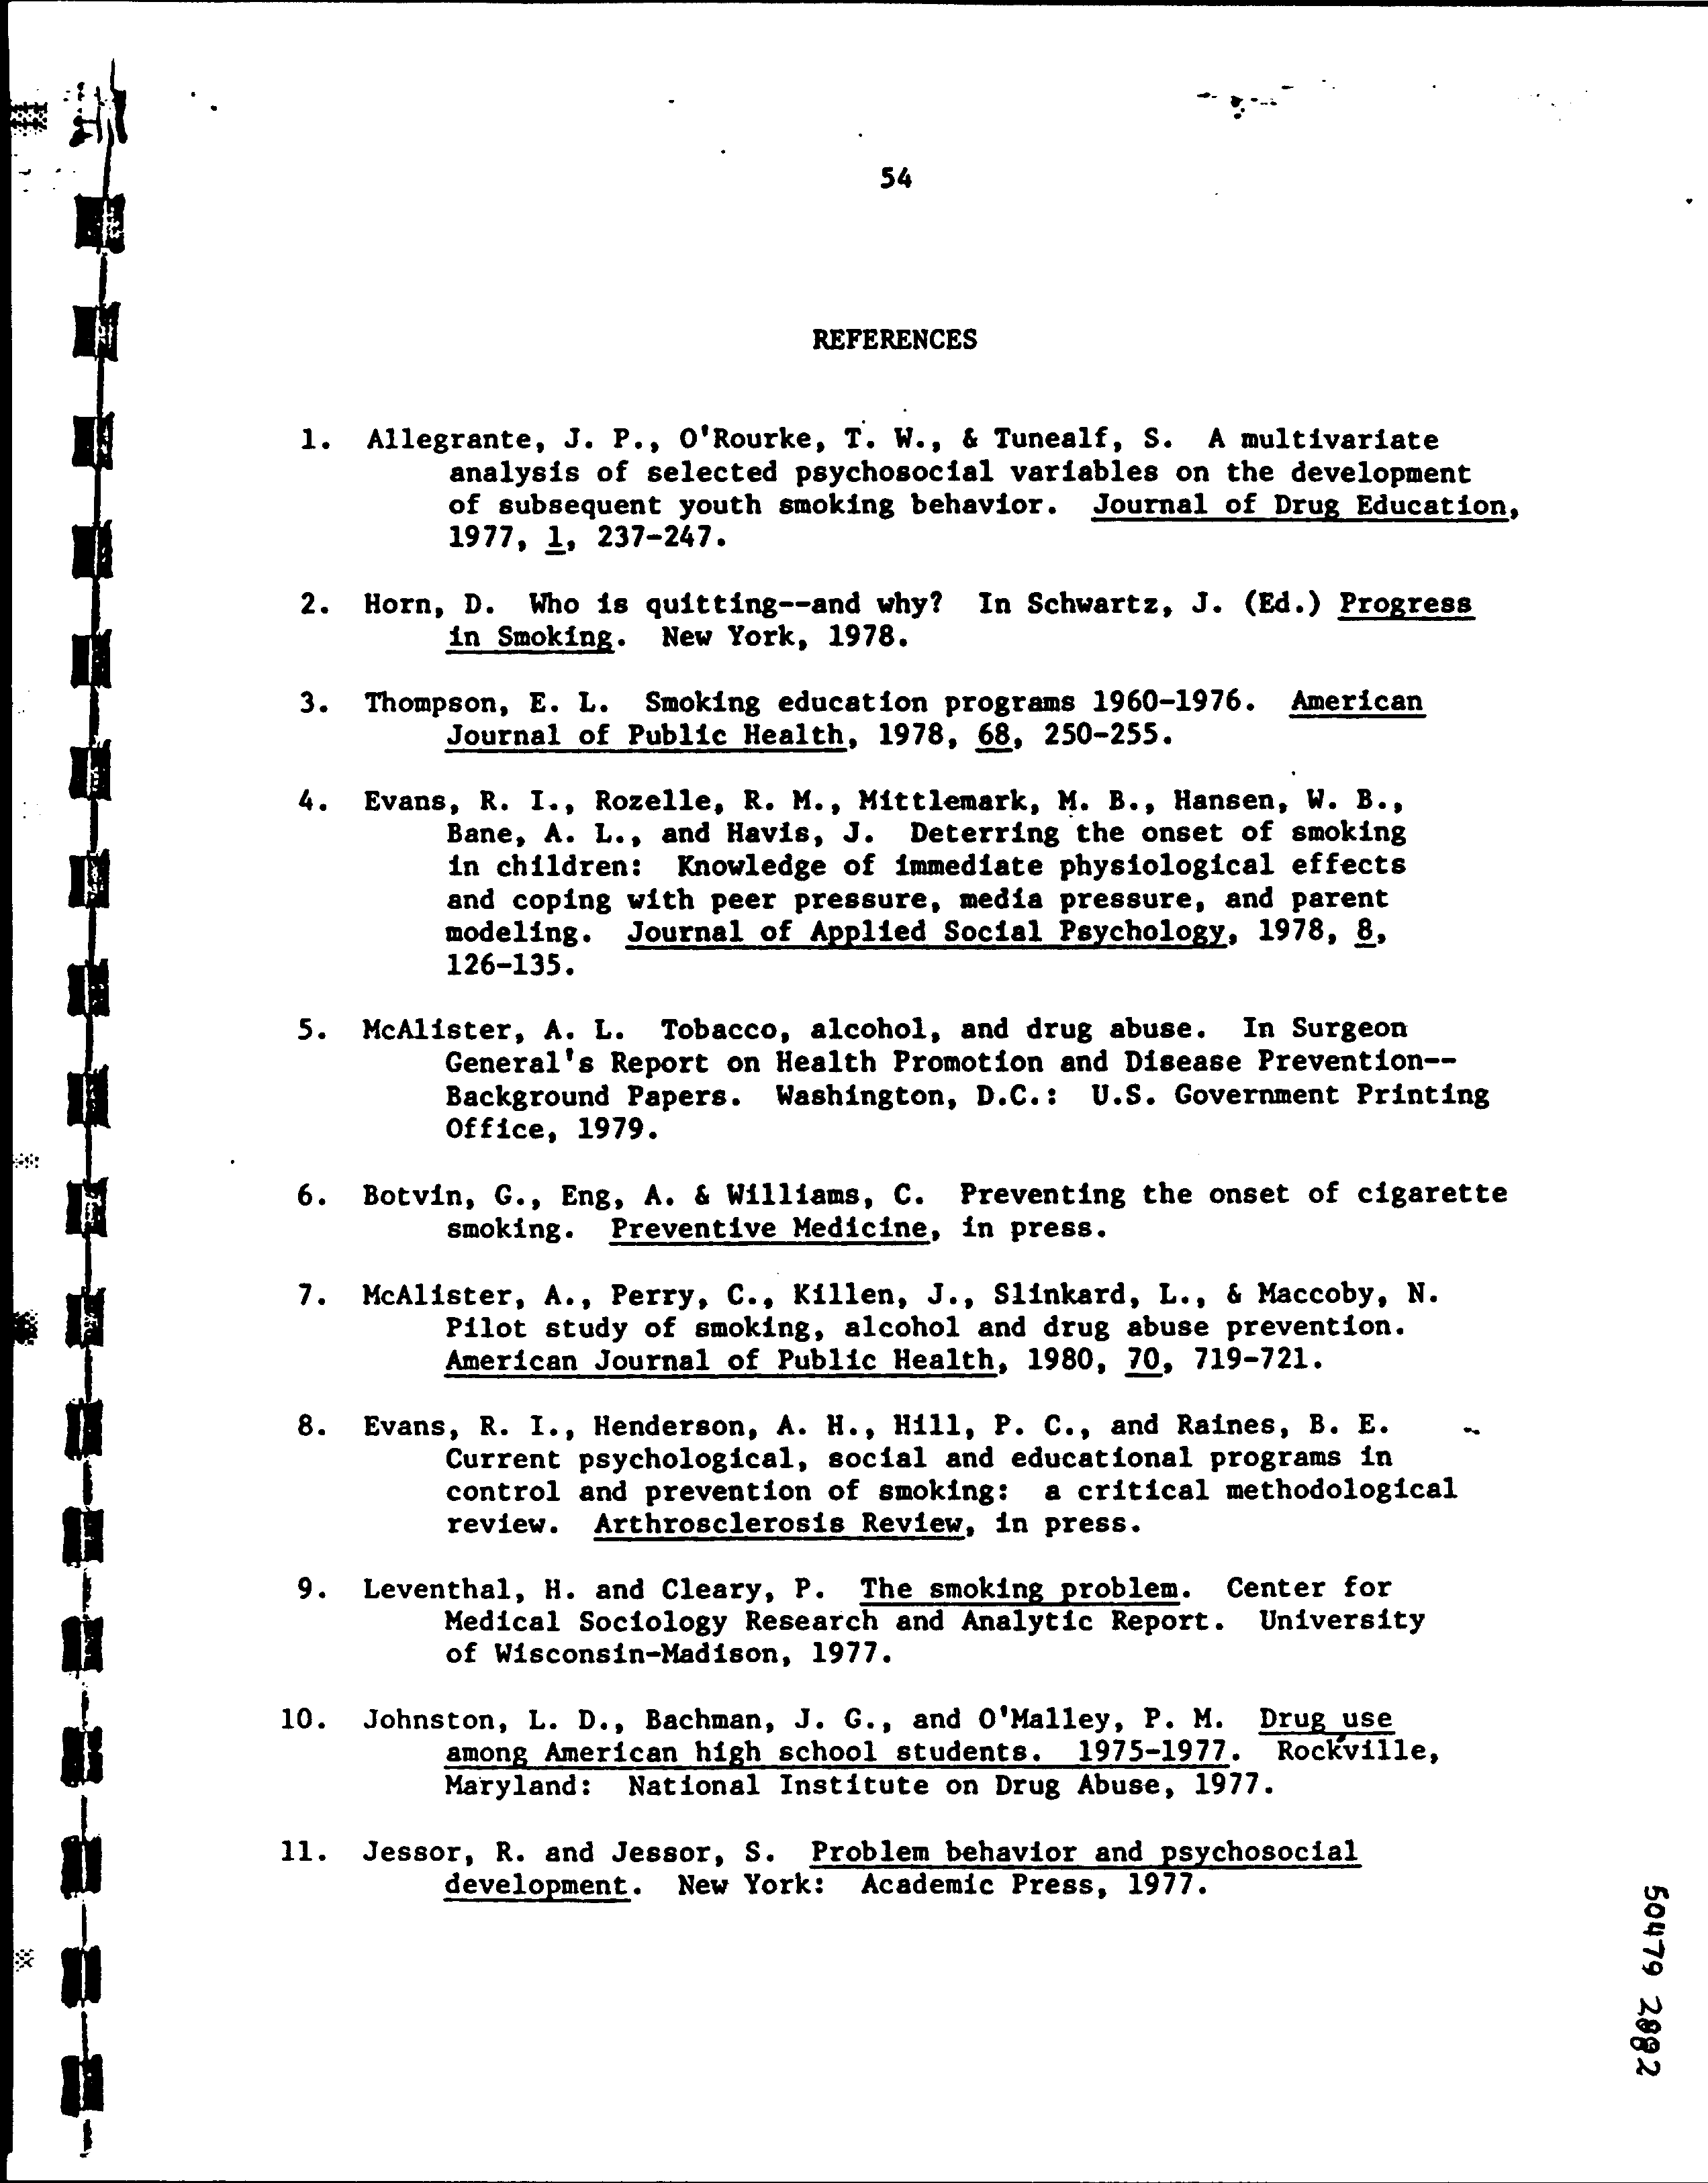 54
REFERENCES
1. Allegrante, J. P., O'Rourke, T. W., & Tunealf, S. A multivariate
analysis of selected psychosocial variables on the development
of subsequent youth smoking behavior. Journal of Drug Education,
1977, 1, 237-247.
2. Horn, D. Who is quitting--and why? In Schwartz, J. (Ed.) Progress
in Smoking. New York, 1978.
3. Thompson, E. L. Smoking education programs 1960-1976. American
Journal of Public Health, 1978, 68, 250-255.
4. Evans, R. I., Rozelle, R. M., Mittlemark, M. B., Hansen, W. B.,
Bane, A. L., and Havis, J. Deterring the onset of smoking
in children: Knowledge of immediate physiological effects
and coping with peer pressure, media pressure, and parent
modeling. Journal of Applied Social Psychology, 1978, 8,
126-135.
5. McAlister, A. L. Tobacco, alcohol, and drug abuse. In Surgeon
General's Report on Health Promotion and Disease Prevention--
Background Papers. Washington, D.C.: U.S. Government Printing
Office, 1979.
6. Botvin, G., Eng, A. & Williams, C. Preventing the onset of cigarette
smoking. Preventive Medicine, in press.
7. McAlister, A., Perry, C., Killen, J., Slinkard, L., & Maccoby, N.
Pilot study of smoking, alcohol and drug abuse prevention.
American Journal of Public Health, 1980, 70, 719-721.
8. Evans, R. I., Henderson, A. H., Hill, P. C., and Raines, B. E.
Current psychological, social and educational programs in
control and prevention of smoking: a critical methodological
review. Arthrosclerosis Review, in press.
9. Leventhal, H. and Cleary, P. The smoking problem. Center for
Medical Sociology Research and Analytic Report. University
of Wisconsin-Madison, 1977.
10. Johnston, L. D., Bachman, J. G., and O'Malley, P. M. Drug use
among American high school students. 1975-1977. Rockville,
Maryland: National Institute on Drug Abuse, 1977.
11. Jessor, R. and Jessor, S. Problem behavior and psychosocial
development. New York: Academic Press, 1977.
50479 2882